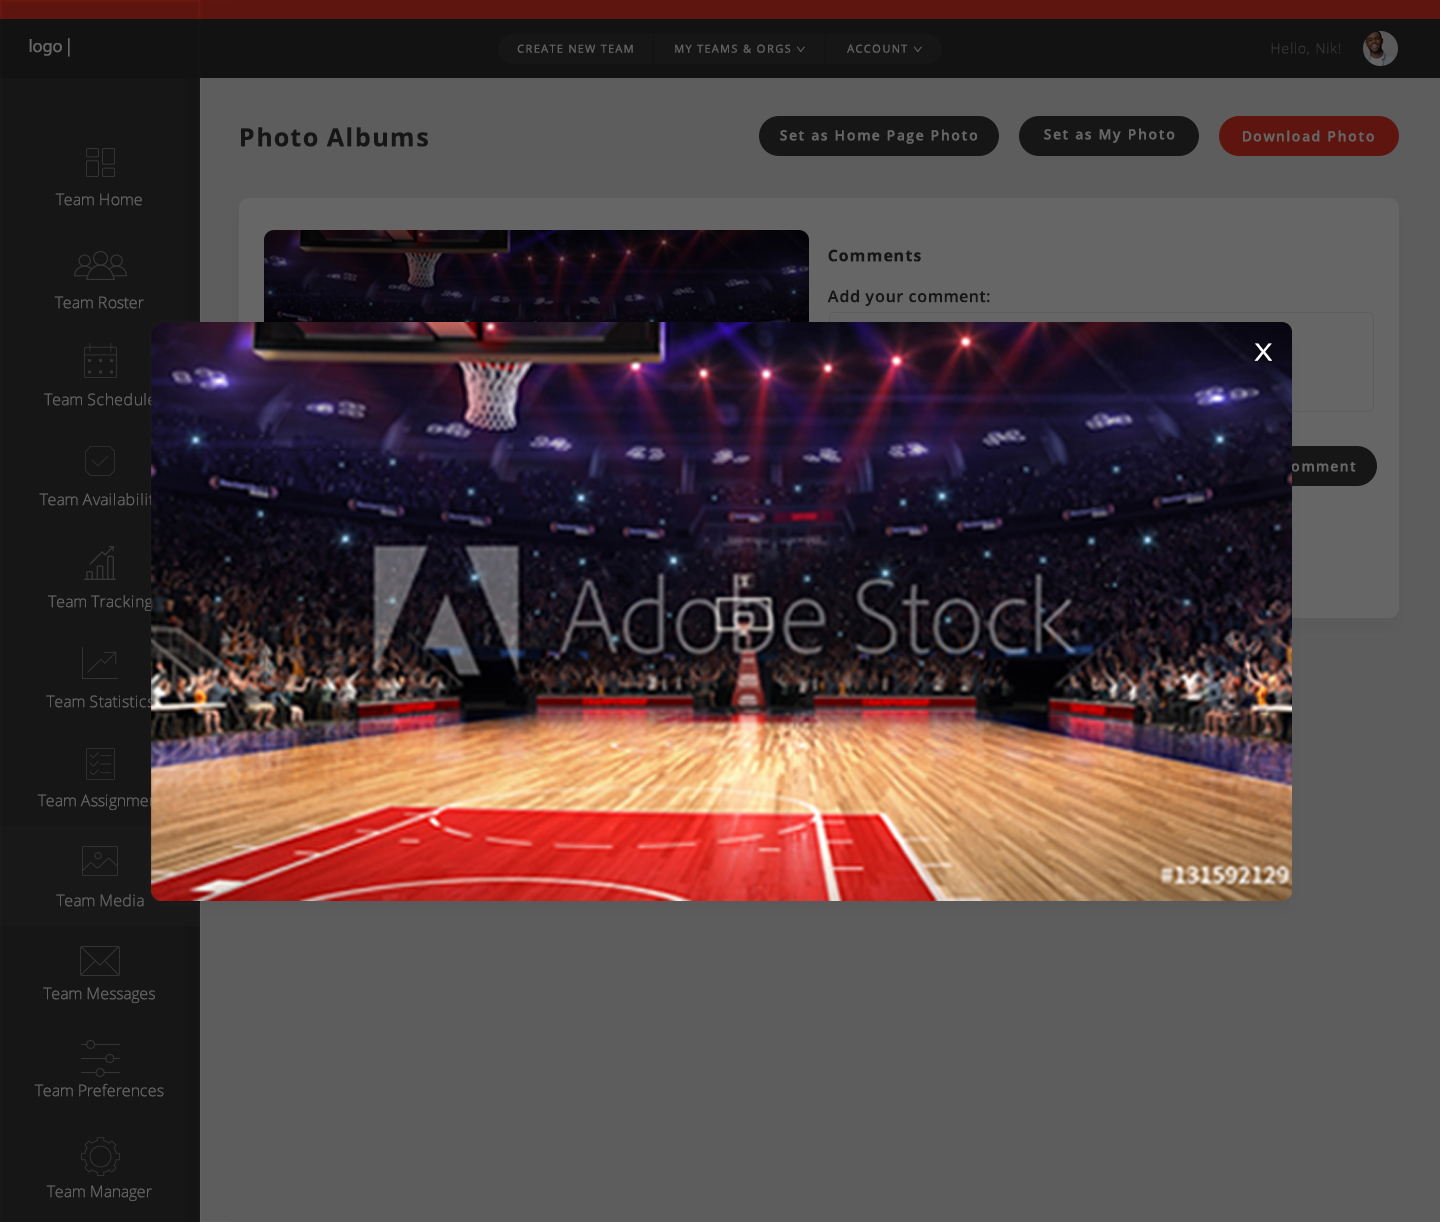 logo |
CREATE NEW TEAM
MY TEAMS & ORGS
ACCOUNT
Hello, Nik!
Photo Albums
Set as Home Page Photo
Set as My Photo
Download Photo
Team Home
Team Roster
Team Schedule
Team Availabilit
Team Tracking
Team Statistics
Team Assignmen
Team Media
Team Messages
Team Preferences
Team Manager
Comments
Add your comment:
omment
X
Adobe Stock
#131592129